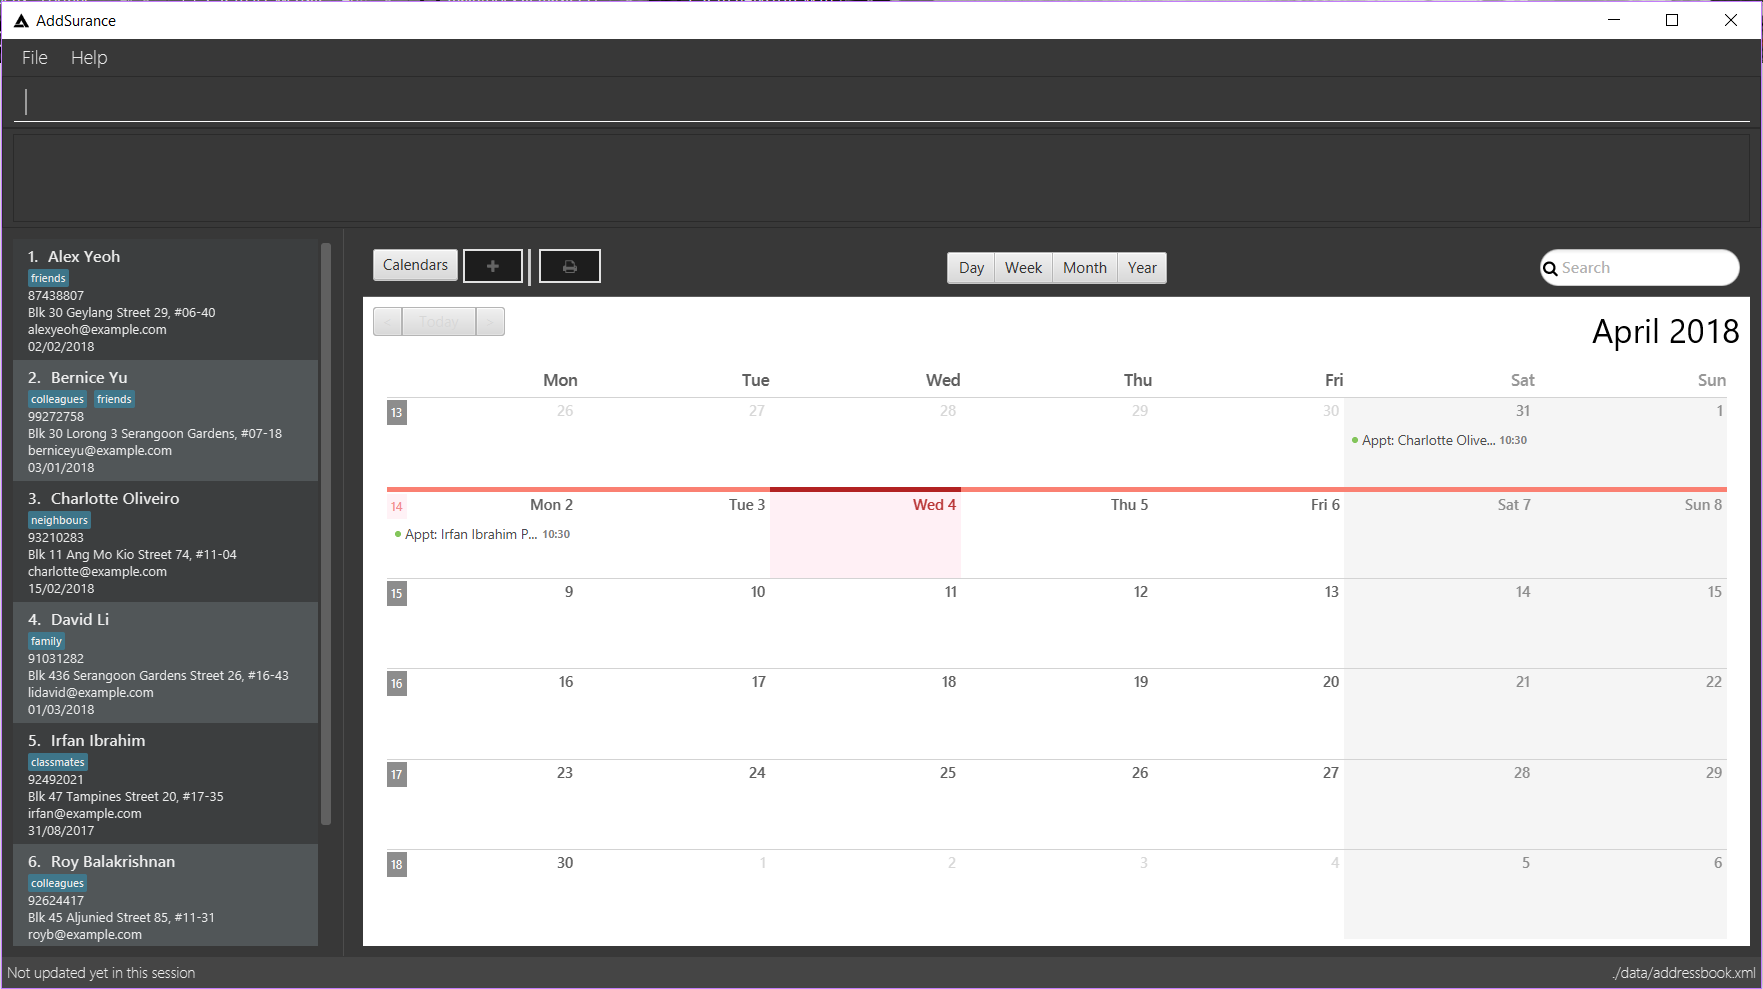 AddSurance
File Help
1. Alex Yeoh
friends
87438807
Blk 30 Geylang Street 29, #06-40
alexyeoh@example.com
02/02/2018
2. Bernice Yu
colleagues friends
99272758
Blk 30 Lorong 3 Serangoon Gardens, #07-18
berniceyu@example.com
03/01/2018
3. Charlotte Oliveiro
neighbours
93210283
Blk 11 Ang Mo Kio Street 74, #11-04
charlotte@example.com
15/02/2018
4. David Li
family
91031282
Blk 436 Serangoon Gardens Street 26, #16-43
lidavid@example.com
01/03/2018
5. Irfan Ibrahim
classmates
92492021
Blk 47 Tampines Street 20, #17-35
irfan@example.com
31/08/2017
6. Roy Balakrishnan
colleagues
92624417
Blk 45 Aljunied Street 85, #11-31
royb@example.com
Calendars + Day Week Month Year Search
< Today >
April 2018
Mon Tue Wed Thu Fri Sat Sun
13 26 27 28 29 30 31 1
Appt: Charlotte Olive... 10:30
14 Mon 2 Tue 3 Wed 4 Thu 5 Fri 6 Sat 7 Sun 8
Appt: Irfan Ibrahim P... 10:30
15 9 10 11 12 13 14 15
16 16 17 18 19 20 21 22
17 23 24 25 26 27 28 29
18 30 1 2 3 4 5 6
Not updated yet in this session
./data/addressbook.xml